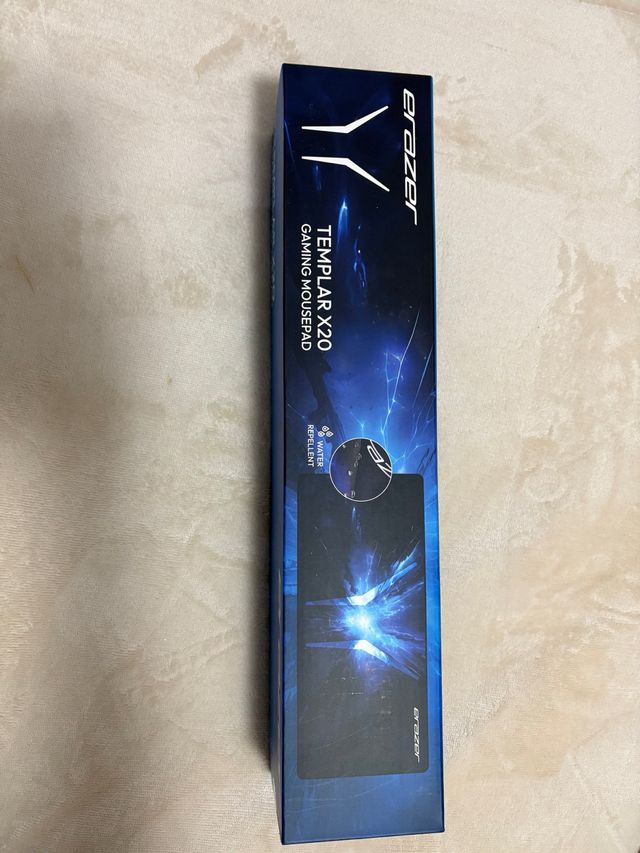 erazer
TEMPLAR X20
GAMING MOUSEPAD
WATER
REPELLENT
erazer